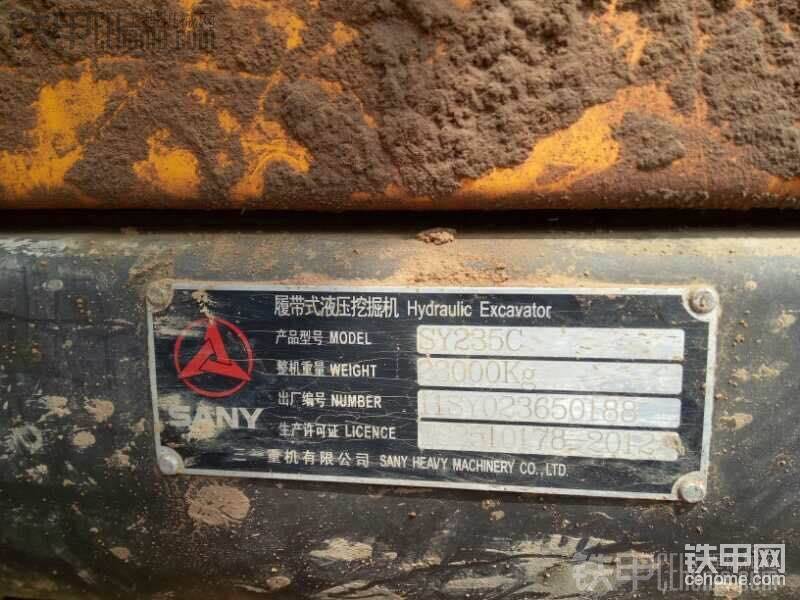 履带式液压挖掘机 Hydraulic Excavator
产品型号 MODEL SY235C
整机重量 WEIGHT 23000Kg
出厂编号 NUMBER 11SY023650188
生产许可证 LICENCE
SANY
三一重机有限公司 SANY HEAVY MACHINERY CO., LTD.
铁甲网
cehome.com